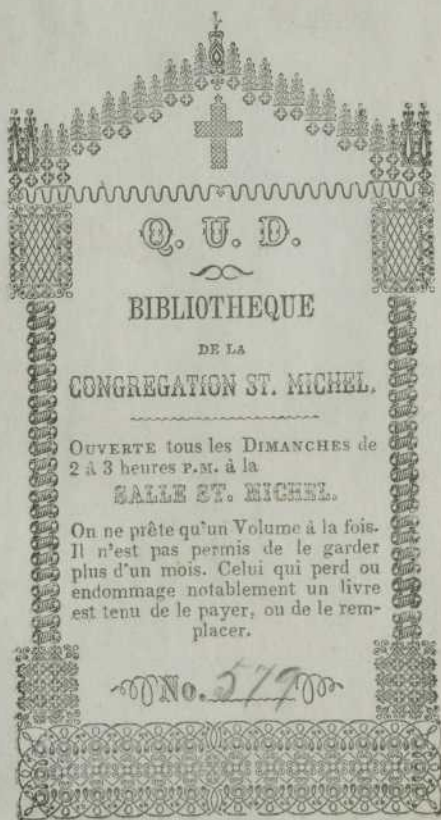 Q. U. D.
BIBLIOTHEQUE
DE LA
CONGREGATION ST. MICHEL.
OUVERTE tous les DIMANCHES de
2 à 3 heures P.M. à la
SALLE ST. MICHEL.
On ne prête qu'un Volume à la fois.
Il n'est pas permis de le garder
plus d'un mois. Celui qui perd ou
endommage notablement un livre
est tenu de le payer, ou de le rem-
placer.
No. 579